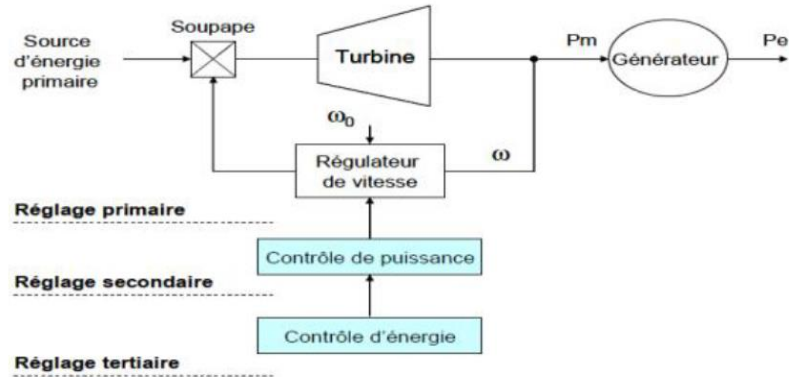 Source
d'énergie
primaire
Soupape
Turbine
Pm
Générateur
Pe
ω₀
Régulateur
de vitesse
ω
Réglage primaire
Contrôle de puissance
Réglage secondaire
Contrôle d'énergie
Réglage tertiaire